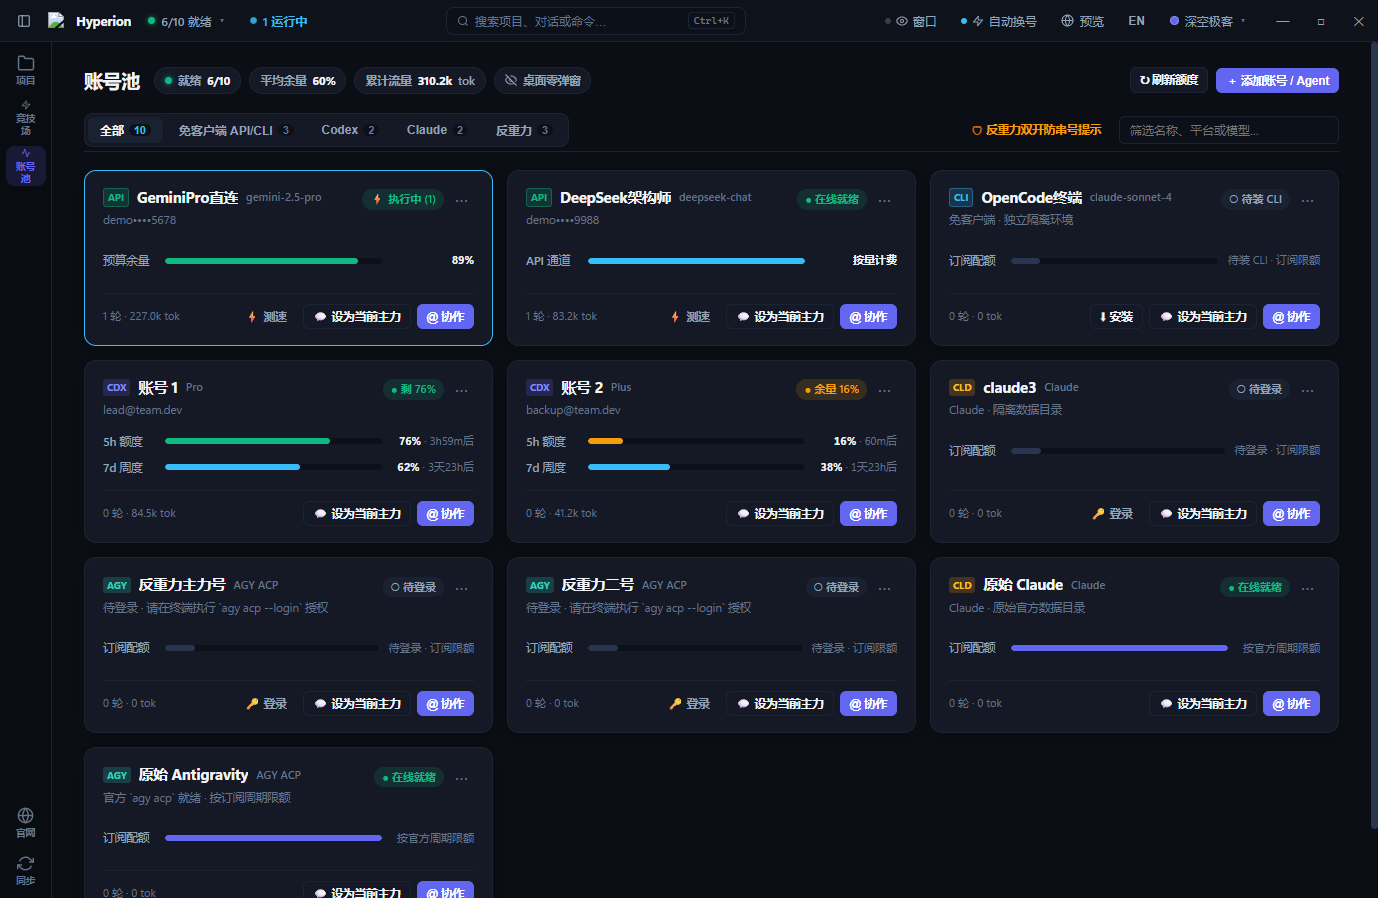 Hyperion
6/10 就绪
1 运行中
搜索项目、对话或命令...
Ctrl+K
窗口
自动换号
预览
EN
深空极客
项目
竞技场
账号池
官网
同步
账号池
就绪 6/10
平均余量 60%
累计流量 310.2k tok
桌面零弹窗
↻ 刷新额度
+ 添加账号 / Agent
全部 10
免客户端 API/CLI 3
Codex 2
Claude 2
反重力 3
反重力双开防串号提示
筛选名称、平台或模型...
API GeminiPro直连 gemini-2.5-pro
执行中 (1)
demo••••5678
预算余量
89%
1 轮 · 227.0k tok
测速
设为当前主力
@ 协作
API DeepSeek架构师 deepseek-chat
在线就绪
demo••••9988
API 通道
按量计费
1 轮 · 83.2k tok
测速
设为当前主力
@ 协作
CLI OpenCode终端 claude-sonnet-4
待装 CLI
免客户端 · 独立隔离环境
订阅配额
待装 CLI · 订阅限额
0 轮 · 0 tok
安装
设为当前主力
@ 协作
CDX 账号 1 Pro
剩 76%
lead@team.dev
5h 额度
76% · 3h59m后
7d 周度
62% · 3天23h后
0 轮 · 84.5k tok
设为当前主力
@ 协作
CDX 账号 2 Plus
余量 16%
backup@team.dev
5h 额度
16% · 60m后
7d 周度
38% · 1天23h后
0 轮 · 41.2k tok
设为当前主力
@ 协作
CLD claude3 Claude
待登录
Claude · 隔离数据目录
订阅配额
待登录 · 订阅限额
0 轮 · 0 tok
登录
设为当前主力
@ 协作
AGY 反重力主力号 AGY ACP
待登录
待登录 · 请在终端执行 `agy acp --login` 授权
订阅配额
待登录 · 订阅限额
0 轮 · 0 tok
登录
设为当前主力
@ 协作
AGY 反重力二号 AGY ACP
待登录
待登录 · 请在终端执行 `agy acp --login` 授权
订阅配额
待登录 · 订阅限额
0 轮 · 0 tok
登录
设为当前主力
@ 协作
CLD 原始 Claude Claude
在线就绪
Claude · 原始官方数据目录
订阅配额
按官方周期限额
0 轮 · 0 tok
设为当前主力
@ 协作
AGY 原始 Antigravity AGY ACP
在线就绪
官方 `agy acp` 就绪 · 按订阅周期限额
订阅配额
按官方周期限额
0 轮 · 0 tok
设为当前主力
@ 协作